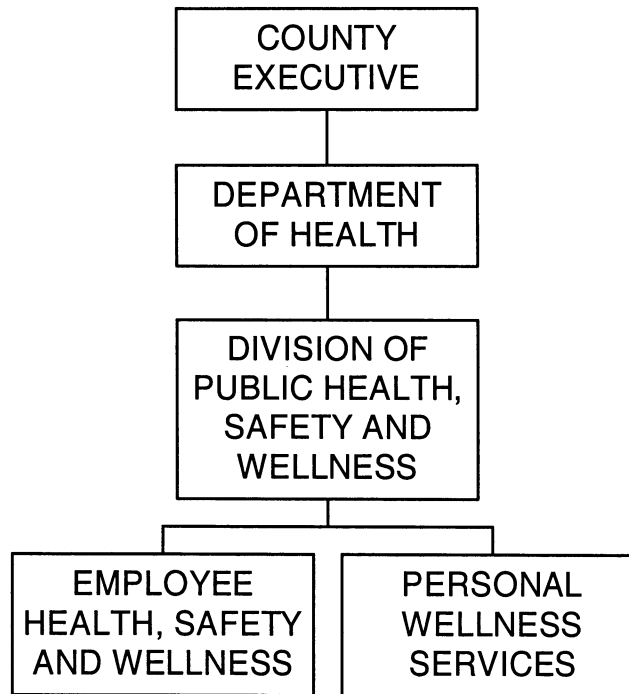 COUNTY
EXECUTIVE
DEPARTMENT
OF HEALTH
DIVISION OF
PUBLIC HEALTH,
SAFETY AND
WELLNESS
EMPLOYEE
HEALTH, SAFETY
AND WELLNESS
PERSONAL
WELLNESS
SERVICES